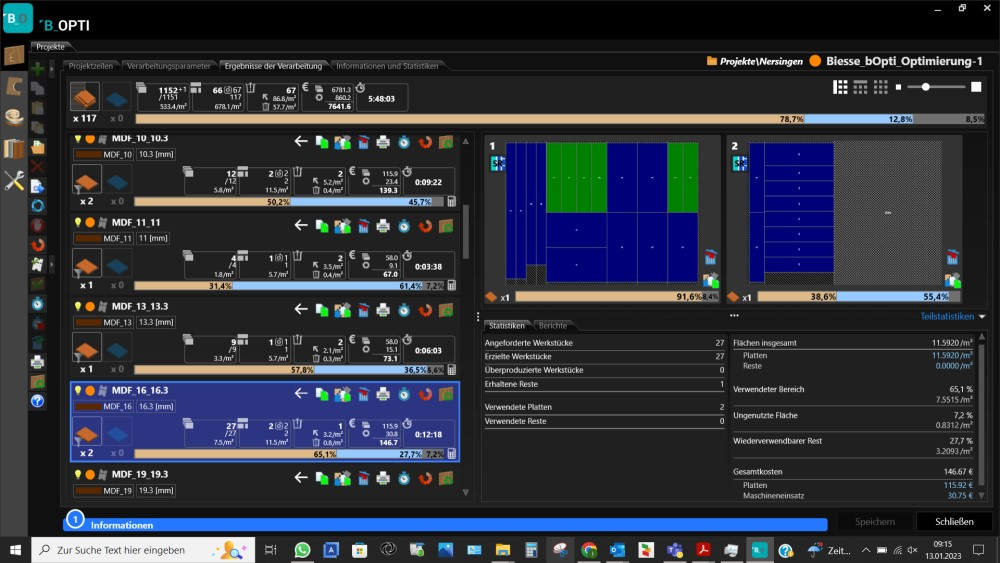 B_O
B_OPTI
Projekte
Projektzeilen
Verarbeitungsparameter
Ergebnisse der Verarbeitung
Informationen und Statistiken
Projekte\Nersingen
Biesse_bOpti_Optimierung-1
x 117
x 0
1152+1
/1151
533.4/m²
66
67
117
678.1/m²
67
86.8/m²
57.7/m²
€
6781.3
860.2
7641.6
5:48:03
78,7%
12,8%
8,5%
MDF_10_10.3
MDF_10
10.3 [mm]
x 2
x 0
12
/12
5.8/m²
2
2
2
11.5/m²
2
5.2/m²
0.4/m²
€
115.9
23.4
139.3
0:09:22
50,2%
45,7%
MDF_11_11
MDF_11
11 [mm]
x 1
x 0
4
/4
1.8/m²
1
1
1
5.7/m²
2
3.5/m²
0.4/m²
€
58.0
9.1
67.0
0:03:38
31,4%
61,4%
7,2%
MDF_13_13.3
MDF_13
13.3 [mm]
x 1
x 0
9
/9
3.3/m²
1
1
1
5.7/m²
2
2.1/m²
0.3/m²
€
58.0
15.1
73.1
0:06:03
57,8%
36,5%
5,6%
MDF_16_16.3
MDF_16
16.3 [mm]
x 2
x 0
27
/27
7.5/m²
2
2
2
11.5/m²
1
3.2/m²
0.8/m²
€
115.9
30.8
146.7
0:12:18
65,1%
27,7%
7,2%
MDF_19_19.3
MDF_19
19.3 [mm]
1
x1
91,6%
8,4%
2
x1
38,6%
55,4%
Teilstatistiken
Statistiken
Berichte
Angeforderte Werkstücke 27
Erzielte Werkstücke 27
Überproduzierte Werkstücke 0
Erhaltene Reste 1
Verwendete Platten 2
Verwendete Reste 0
Flächen insgesamt 11.5920 /m²
Platten 11.5920 /m²
Reste 0.0000 /m²
Verwendeter Bereich 65,1 %
7.5515 /m²
Ungenutzte Fläche 7,2 %
0.8312 /m²
Wiederverwendbarer Rest 27,7 %
3.2093 /m²
Gesamtkosten 146.67 €
Platten 115.92 €
Maschineneinsatz 30.75 €
1
Informationen
Speichern
Schließen
Zur Suche Text hier eingeben
Zeit...
09:15
13.01.2023